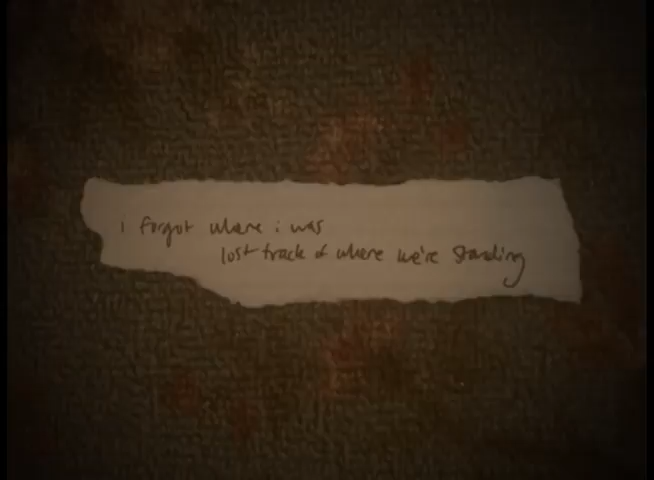 i forgot where i was
lost track of where we're standing